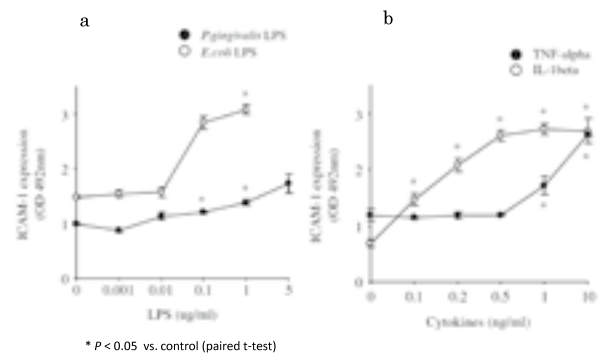 a
P.gingivalis LPS
E.coli LPS
ICAM-1 expression
(OD 492nm)
3
2
1
0
0 0.001 0.01 0.1 1 5
LPS (ng/ml)
b
TNF-alpha
IL-1beta
ICAM-1 expression
(OD 492nm)
3
2
1
0
0 0.1 0.2 0.5 1 10
Cytokines (ng/ml)
* P < 0.05 vs. control (paired t-test)